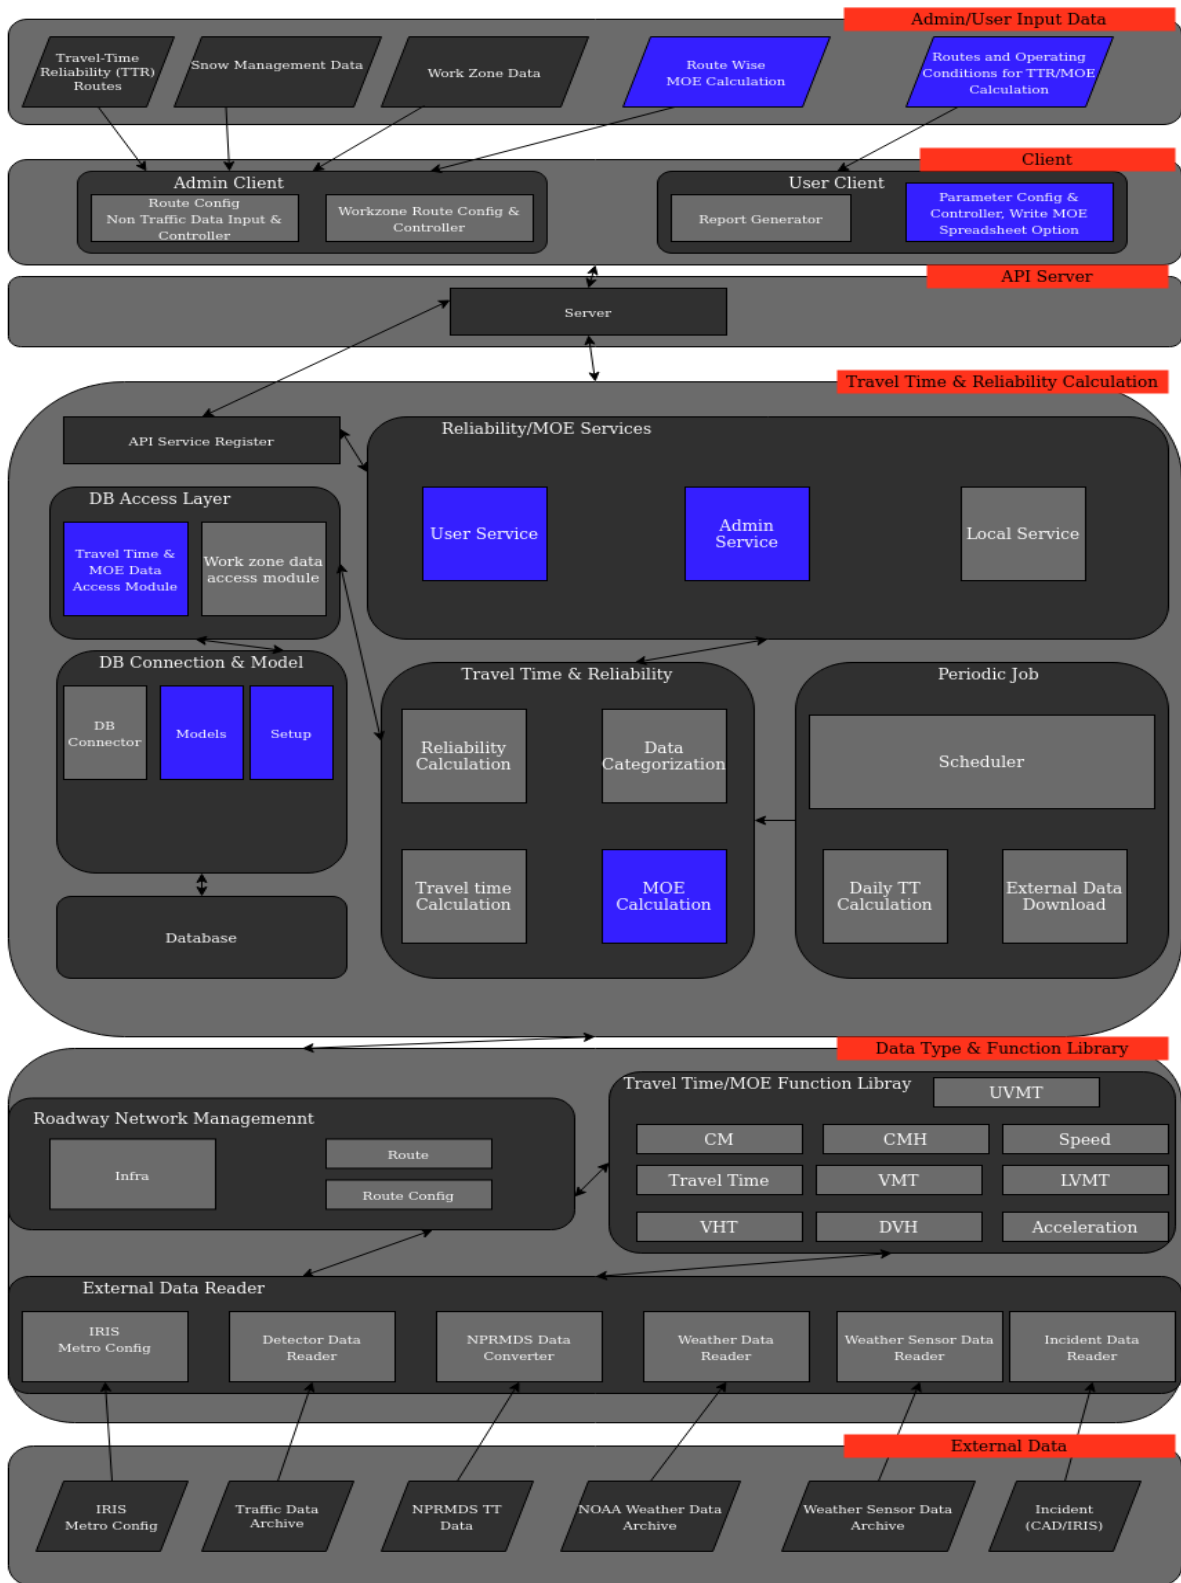 Admin/User Input Data
Travel-Time
Reliability (TTR)
Routes
Snow Management Data
Work Zone Data
Route Wise
MOE Calculation
Routes and Operating
Conditions for TTR/MOE
Calculation
Client
Admin Client
Route Config
Non Traffic Data Input &
Controller
Workzone Route Config &
Controller
User Client
Report Generator
Parameter Config &
Controller, Write MOE
Spreadsheet Option
API Server
Server
Travel Time & Reliability Calculation
API Service Register
Reliability/MOE Services
User Service
Admin
Service
Local Service
DB Access Layer
Travel Time &
MOE Data
Access Module
Work zone data
access module
DB Connection & Model
DB
Connector
Models
Setup
Database
Travel Time & Reliability
Reliability
Calculation
Data
Categorization
Travel time
Calculation
MOE
Calculation
Periodic Job
Scheduler
Daily TT
Calculation
External Data
Download
Data Type & Function Library
Roadway Network Managemennt
Infra
Route
Route Config
Travel Time/MOE Function Libray
UVMT
CM
CMH
Speed
Travel Time
VMT
LVMT
VHT
DVH
Acceleration
External Data Reader
IRIS
Metro Config
Detector Data
Reader
NPRMDS Data
Converter
Weather Data
Reader
Weather Sensor Data
Reader
Incident Data
Reader
External Data
IRIS
Metro Config
Traffic Data
Archive
NPRMDS TT
Data
NOAA Weather Data
Archive
Weather Sensor Data
Archive
Incident
(CAD/IRIS)